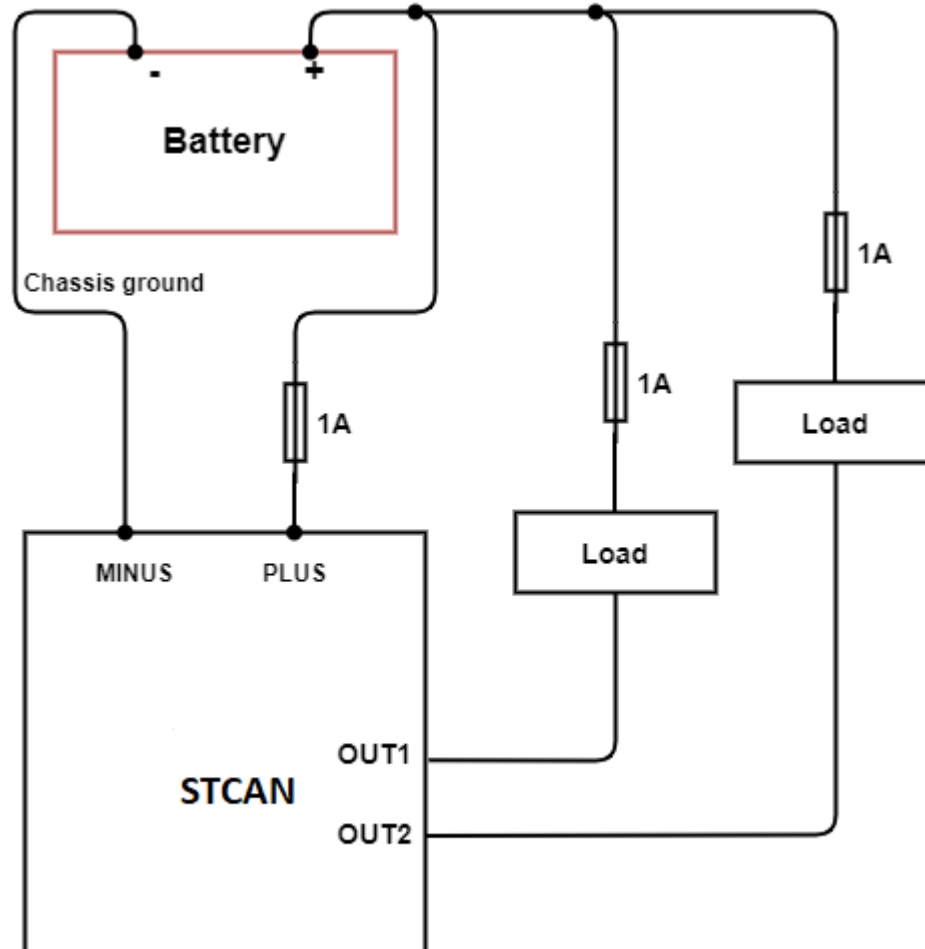 - +
Battery
Chassis ground
1A
1A
1A
Load
Load
MINUS PLUS
OUT1
STCAN
OUT2